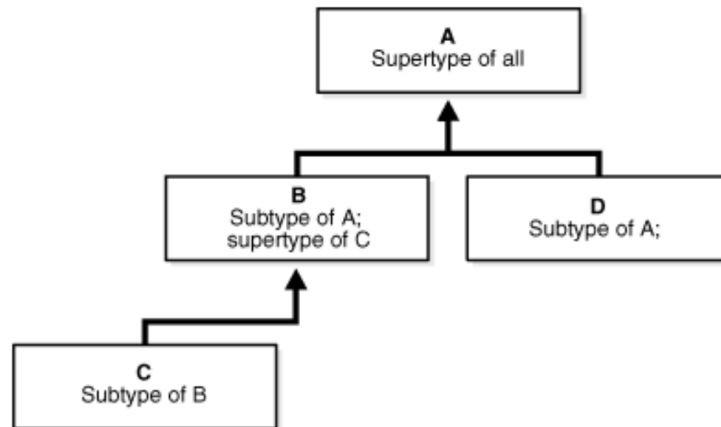 A
Supertype of all
B
Subtype of A;
supertype of C
D
Subtype of A;
C
Subtype of B